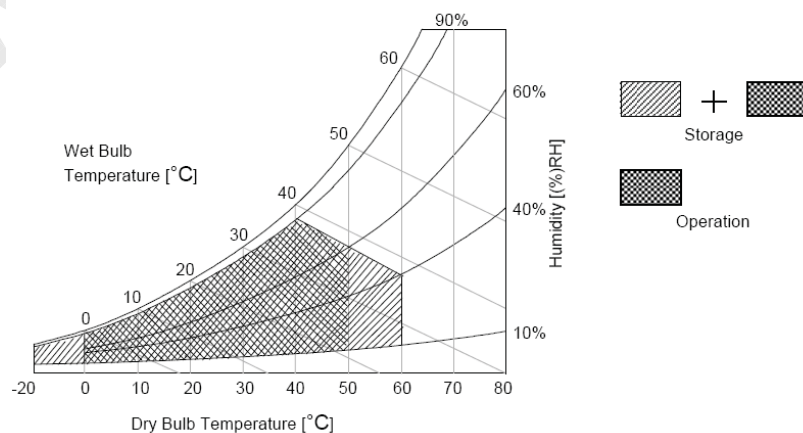 90%
60
60%
50
Wet Bulb
Temperature [°C]
40
40%
30
20
10
0
10%
Humidity [(%)RH]
-20 0 10 20 30 40 50 60 70 80
Dry Bulb Temperature [°C]
+
Storage
Operation